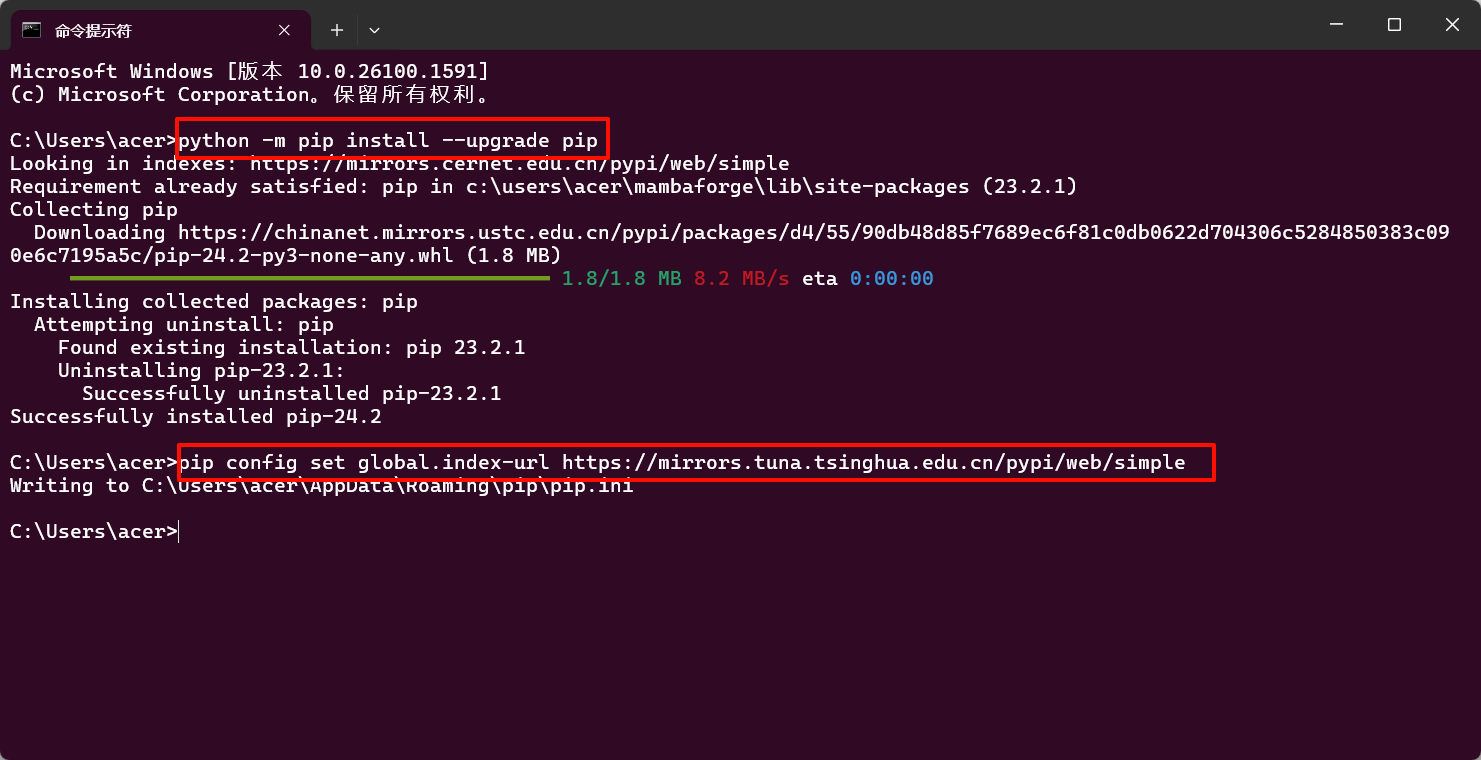 命令提示符
Microsoft Windows [版本 10.0.26100.1591]
(c) Microsoft Corporation。保留所有权利。
C:\Users\acer>python -m pip install --upgrade pip
Looking in indexes: https://mirrors.cernet.edu.cn/pypi/web/simple
Requirement already satisfied: pip in c:\users\acer\mambaforge\lib\site-packages (23.2.1)
Collecting pip
  Downloading https://chinanet.mirrors.ustc.edu.cn/pypi/packages/d4/55/90db48d85f7689ec6f81c0db0622d704306c5284850383c09
0e6c7195a5c/pip-24.2-py3-none-any.whl (1.8 MB)
1.8/1.8 MB 8.2 MB/s eta 0:00:00
Installing collected packages: pip
  Attempting uninstall: pip
    Found existing installation: pip 23.2.1
    Uninstalling pip-23.2.1:
      Successfully uninstalled pip-23.2.1
Successfully installed pip-24.2
C:\Users\acer>pip config set global.index-url https://mirrors.tuna.tsinghua.edu.cn/pypi/web/simple
Writing to C:\Users\acer\AppData\Roaming\pip\pip.ini
C:\Users\acer>